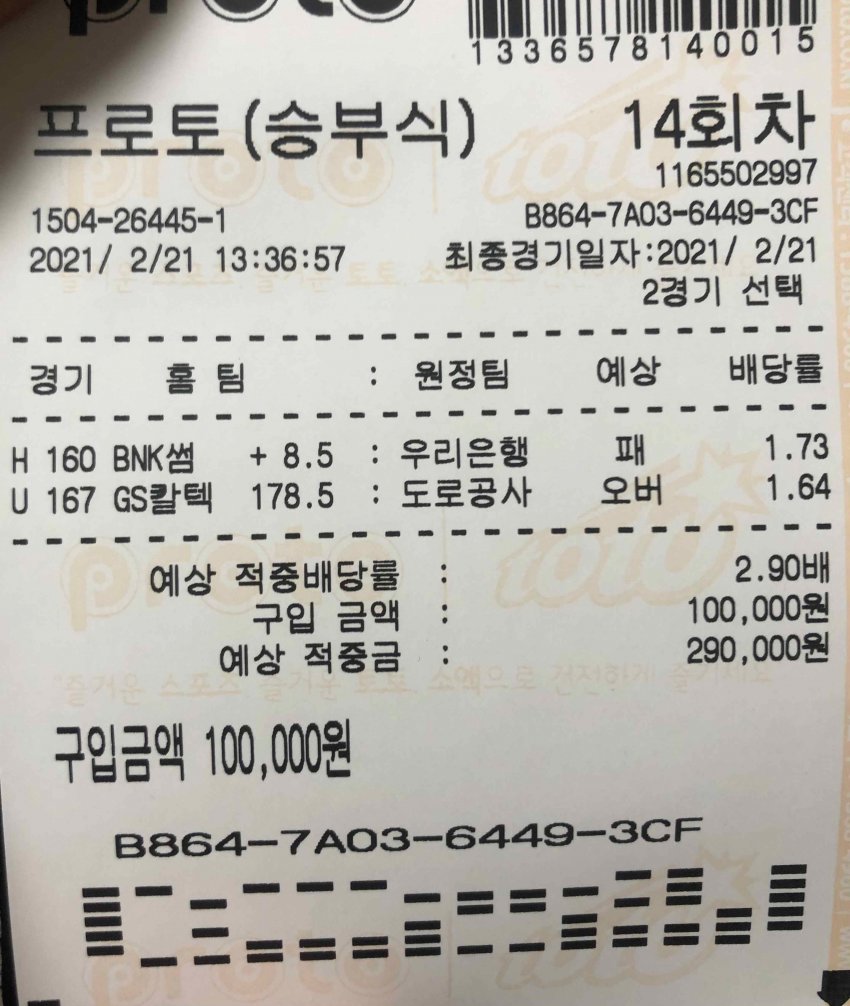 proto
1336578140015
프로토(승부식) 14회차
1165502997
1504-26445-1 B864-7A03-6449-3CF
2021/ 2/21 13:36:57 최종경기일자:2021/ 2/21
2경기 선택
경기 홈 팀 : 원정팀 예상 배당률
H 160 BNK썸 + 8.5 : 우리은행 패 1.73
U 167 GS칼텍 178.5 : 도로공사 오버 1.64
예상 적중배당률 : 2.90배
구입 금액 : 100,000원
예상 적중금 : 290,000원
구입금액 100,000원
B864-7A03-6449-3CF